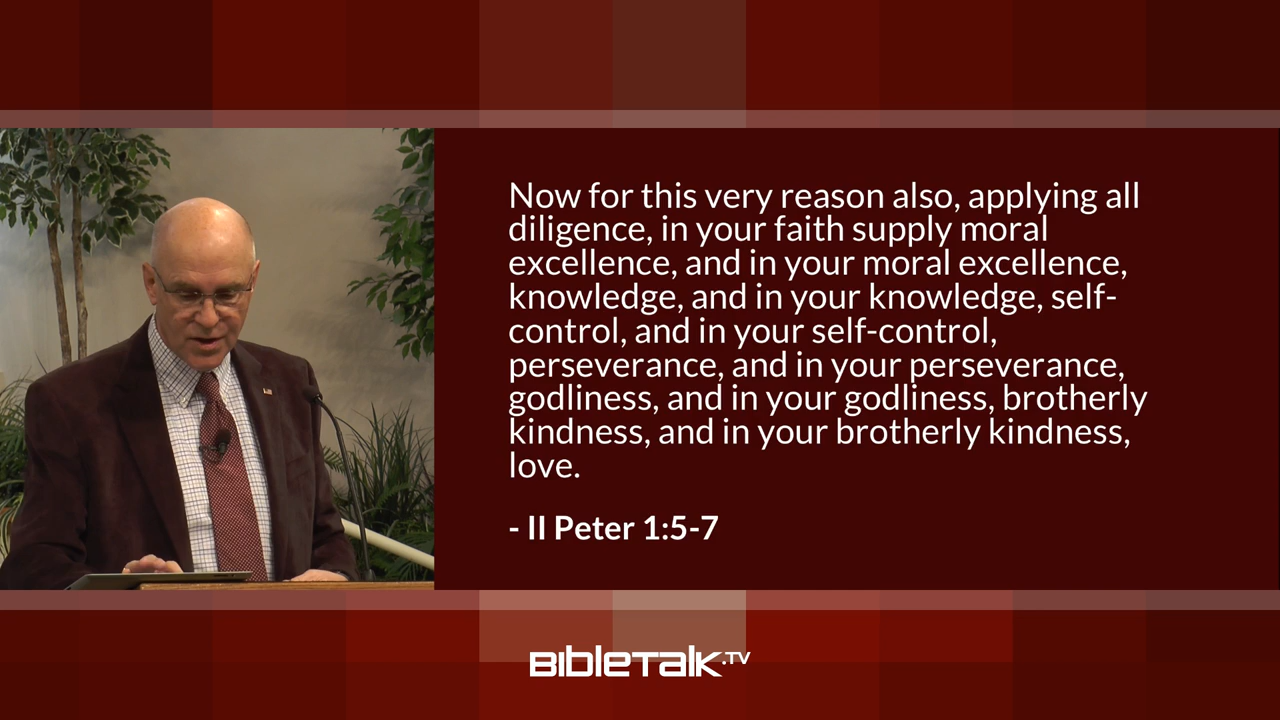 Now for this very reason also, applying all
diligence, in your faith supply moral
excellence, and in your moral excellence,
knowledge, and in your knowledge, self-
control, and in your self-control,
perseverance, and in your perseverance,
godliness, and in your godliness, brotherly
kindness, and in your brotherly kindness,
love.
- II Peter 1:5-7
BIBLETALK.TV